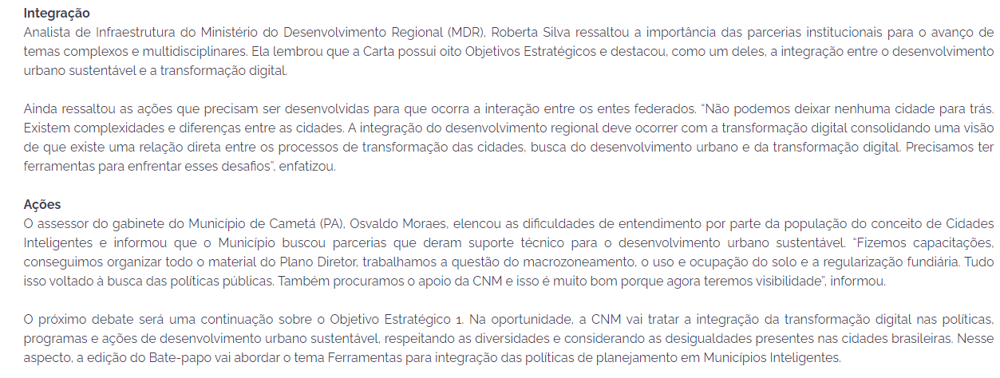 Integração
Analista de Infraestrutura do Ministério do Desenvolvimento Regional (MDR), Roberta Silva ressaltou a importância das parcerias institucionais para o avanço de
temas complexos e multidisciplinares. Ela lembrou que a Carta possui oito Objetivos Estratégicos e destacou, como um deles, a integração entre o desenvolvimento
urbano sustentável e a transformação digital.
Ainda ressaltou as ações que precisam ser desenvolvidas para que ocorra a interação entre os entes federados. “Não podemos deixar nenhuma cidade para trás.
Existem complexidades e diferenças entre as cidades. A integração do desenvolvimento regional deve ocorrer com a transformação digital consolidando uma visão
de que existe uma relação direta entre os processos de transformação das cidades, busca do desenvolvimento urbano e da transformação digital. Precisamos ter
ferramentas para enfrentar esses desafios”, enfatizou.
Ações
O assessor do gabinete do Município de Cametá (PA), Osvaldo Moraes, elencou as dificuldades de entendimento por parte da população do conceito de Cidades
Inteligentes e informou que o Município buscou parcerias que deram suporte técnico para o desenvolvimento urbano sustentável. “Fizemos capacitações,
conseguimos organizar todo o material do Plano Diretor, trabalhamos a questão do macrozoneamento, o uso e ocupação do solo e a regularização fundiária. Tudo
isso voltado à busca das políticas públicas. Também procuramos o apoio da CNM e isso é muito bom porque agora teremos visibilidade”, informou.
O próximo debate será uma continuação sobre o Objetivo Estratégico 1. Na oportunidade, a CNM vai tratar a integração da transformação digital nas políticas,
programas e ações de desenvolvimento urbano sustentável, respeitando as diversidades e considerando as desigualdades presentes nas cidades brasileiras. Nesse
aspecto, a edição do Bate-papo vai abordar o tema Ferramentas para integração das políticas de planejamento em Municípios Inteligentes.